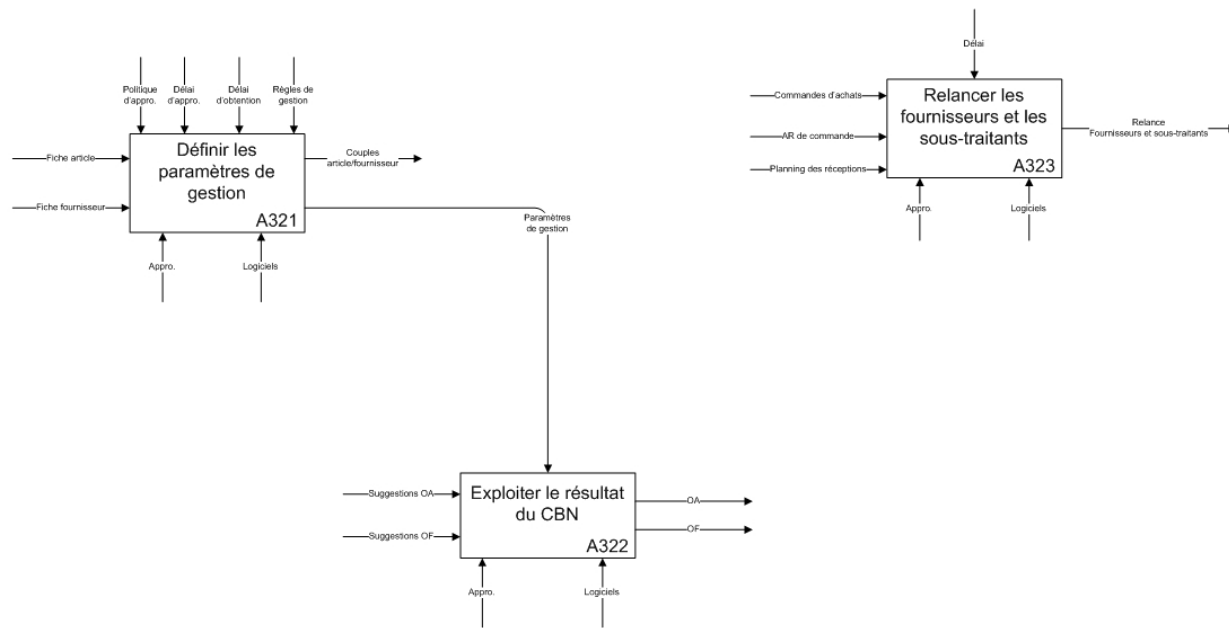 Politique
d'appro.
Délai
d'appro.
Délai
d'obtention
Règles de
gestion
Fiche article
Fiche fournisseur
Définir les
paramètres de
gestion
A321
Couples
article/fournisseur
Paramètres
de gestion
Appro.
Logiciels
Délai
Commandes d'achats
AR de commande
Planning des réceptions
Relancer les
fournisseurs et les
sous-traitants
A323
Relance
Fournisseurs et sous-traitants
Appro.
Logiciels
Suggestions OA
Suggestions OF
Exploiter le résultat
du CBN
A322
OA
OF
Appro.
Logiciels